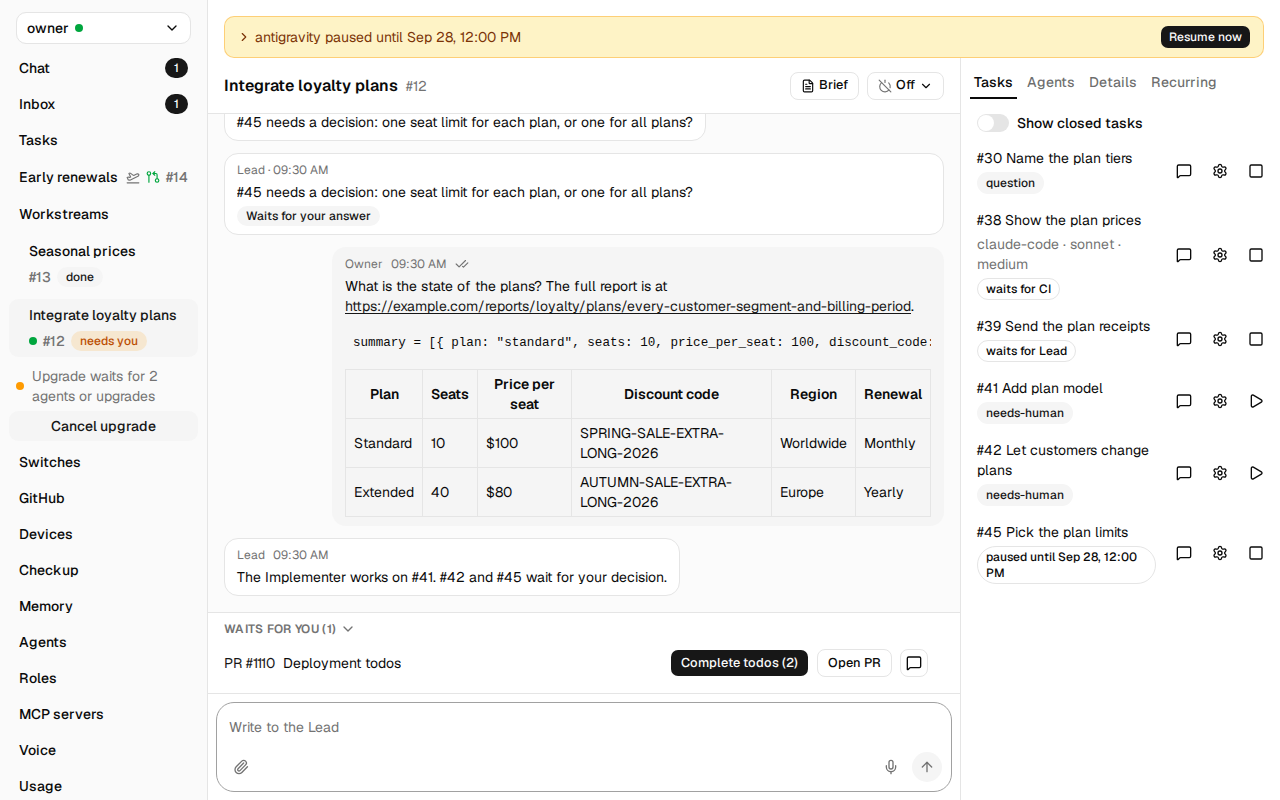 owner
Chat 1
Inbox 1
Tasks
Early renewals #14
Workstreams
Seasonal prices
#13 done
Integrate loyalty plans
#12 needs you
Upgrade waits for 2
agents or upgrades
Cancel upgrade
Switches
GitHub
Devices
Checkup
Memory
Agents
Roles
MCP servers
Voice
Usage
antigravity paused until Sep 28, 12:00 PM
Resume now
Integrate loyalty plans #12
Brief
Off
#45 needs a decision: one seat limit for each plan, or one for all plans?
Lead · 09:30 AM
#45 needs a decision: one seat limit for each plan, or one for all plans?
Waits for your answer
Owner 09:30 AM
What is the state of the plans? The full report is at
https://example.com/reports/loyalty/plans/every-customer-segment-and-billing-period.
summary = [{ plan: "standard", seats: 10, price_per_seat: 100, discount_code:
Plan Seats Price per seat Discount code Region Renewal
Standard 10 $100 SPRING-SALE-EXTRA-LONG-2026 Worldwide Monthly
Extended 40 $80 AUTUMN-SALE-EXTRA-LONG-2026 Europe Yearly
Lead 09:30 AM
The Implementer works on #41. #42 and #45 wait for your decision.
WAITS FOR YOU (1)
PR #1110 Deployment todos
Complete todos (2)
Open PR
Write to the Lead
Tasks Agents Details Recurring
Show closed tasks
#30 Name the plan tiers
question
#38 Show the plan prices
claude-code · sonnet ·
medium
waits for CI
#39 Send the plan receipts
waits for Lead
#41 Add plan model
needs-human
#42 Let customers change
plans
needs-human
#45 Pick the plan limits
paused until Sep 28, 12:00
PM